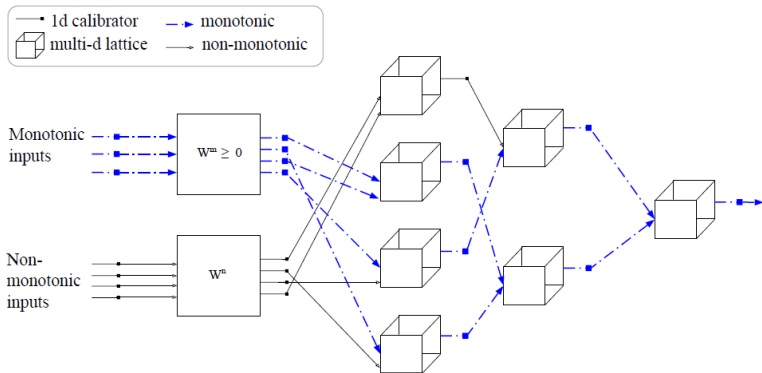 1d calibrator
monotonic
multi-d lattice
non-monotonic
Monotonic
inputs
Wᵐ ≥ 0
Non-
monotonic
inputs
Wⁿ